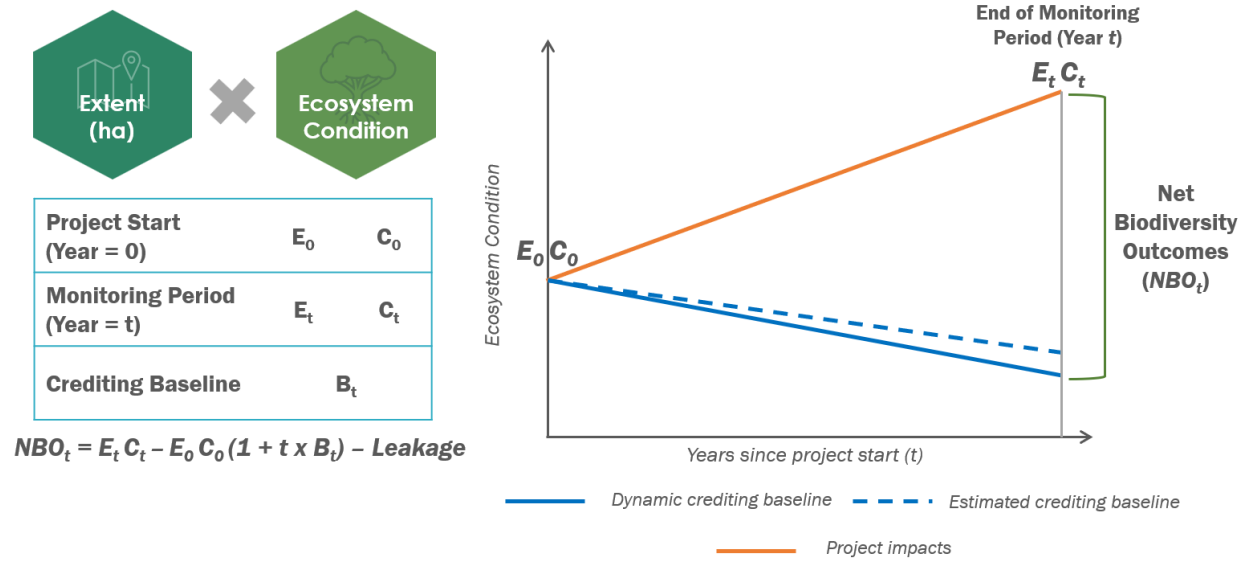 Extent
(ha)
Ecosystem
Condition
Project Start
(Year = 0)
E₀
C₀
Monitoring Period
(Year = t)
Eₜ
Cₜ
Crediting Baseline
Bₜ
NBOₜ = Eₜ Cₜ – E₀ C₀ (1 + t x Bₜ) – Leakage
End of Monitoring
Period (Year t)
Eₜ Cₜ
E₀ C₀
Ecosystem Condition
Net
Biodiversity
Outcomes
(NBOₜ)
Years since project start (t)
Dynamic crediting baseline
Estimated crediting baseline
Project impacts